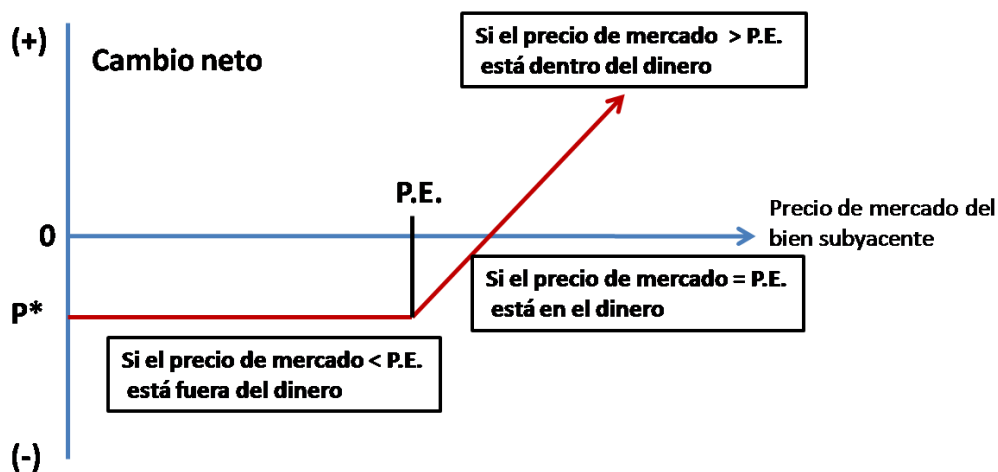 (+)
Cambio neto
Si el precio de mercado > P.E.
está dentro del dinero
P.E.
Precio de mercado del
bien subyacente
0
Si el precio de mercado = P.E.
está en el dinero
P*
Si el precio de mercado < P.E.
está fuera del dinero
(-)